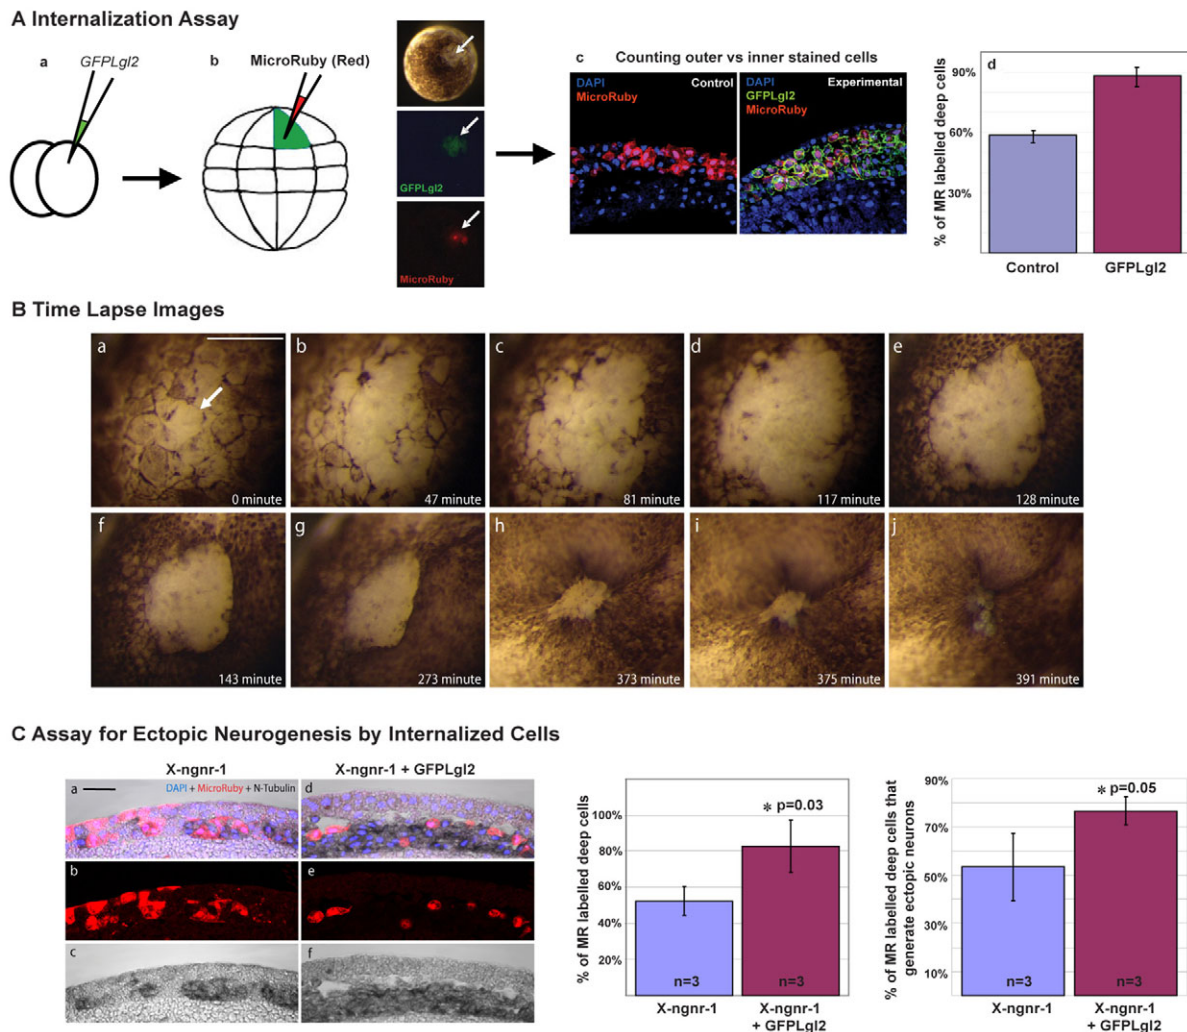 A Internalization Assay
a
GFPLgl2
b
MicroRuby (Red)
GFPLgl2
MicroRuby
c
Counting outer vs inner stained cells
DAPI
MicroRuby
Control
DAPI
GFPLgl2
MicroRuby
Experimental
d
% of MR labelled deep cells
90%
60%
30%
Control
GFPLgl2
B Time Lapse Images
a
0 minute
b
47 minute
c
81 minute
d
117 minute
e
128 minute
f
143 minute
g
273 minute
h
373 minute
i
375 minute
j
391 minute
C Assay for Ectopic Neurogenesis by Internalized Cells
X-ngnr-1
X-ngnr-1 + GFPLgl2
a
DAPI + MicroRuby + N-Tubulin
d
b
e
c
f
% of MR labelled deep cells
100%
80%
60%
40%
20%
* p=0.03
n=3
n=3
X-ngnr-1
X-ngnr-1
+ GFPLgl2
% of MR labelled deep cells that
generate ectopic neurons
90%
70%
50%
30%
10%
* p=0.05
n=3
n=3
X-ngnr-1
X-ngnr-1
+ GFPLgl2